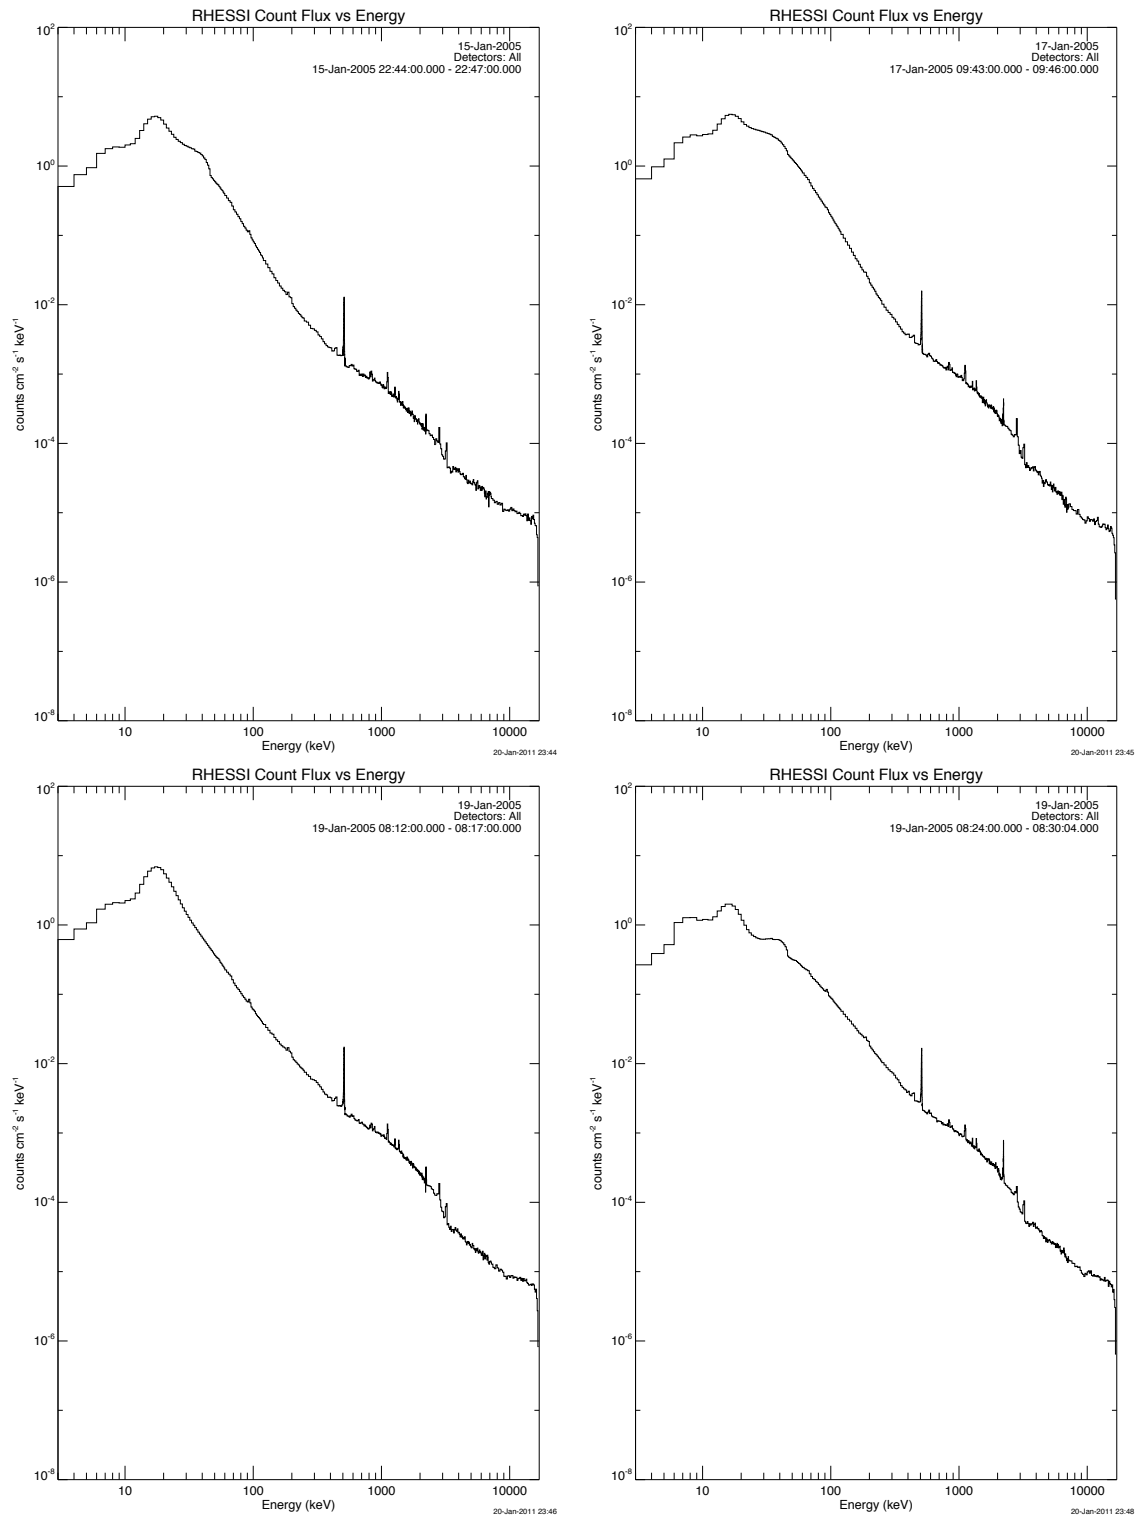 RHESSI Count Flux vs Energy
15-Jan-2005
Detectors: All
15-Jan-2005 22:44:00.000 - 22:47:00.000
10²
10⁰
10⁻²
10⁻⁴
10⁻⁶
10⁻⁸
counts cm⁻² s⁻¹ keV⁻¹
10 100 1000 10000
Energy (keV)
20-Jan-2011 23:44
RHESSI Count Flux vs Energy
17-Jan-2005
Detectors: All
17-Jan-2005 09:43:00.000 - 09:46:00.000
10²
10⁰
10⁻²
10⁻⁴
10⁻⁶
10⁻⁸
counts cm⁻² s⁻¹ keV⁻¹
10 100 1000 10000
Energy (keV)
20-Jan-2011 23:45
RHESSI Count Flux vs Energy
19-Jan-2005
Detectors: All
19-Jan-2005 08:12:00.000 - 08:17:00.000
10²
10⁰
10⁻²
10⁻⁴
10⁻⁶
10⁻⁸
counts cm⁻² s⁻¹ keV⁻¹
10 100 1000 10000
Energy (keV)
20-Jan-2011 23:46
RHESSI Count Flux vs Energy
19-Jan-2005
Detectors: All
19-Jan-2005 08:24:00.000 - 08:30:04.000
10²
10⁰
10⁻²
10⁻⁴
10⁻⁶
10⁻⁸
counts cm⁻² s⁻¹ keV⁻¹
10 100 1000 10000
Energy (keV)
20-Jan-2011 23:48